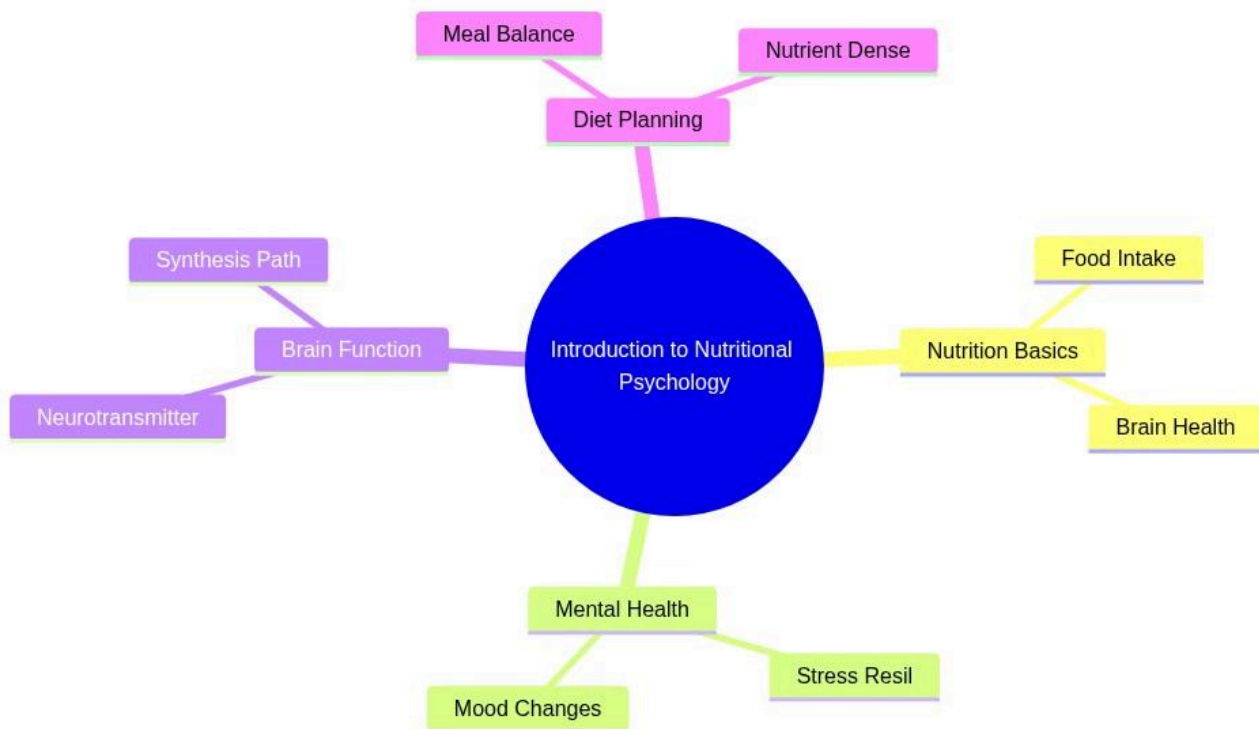 Meal Balance
Nutrient Dense
Diet Planning
Synthesis Path
Food Intake
Brain Function
Introduction to Nutritional
Psychology
Nutrition Basics
Neurotransmitter
Brain Health
Mental Health
Stress Resil
Mood Changes